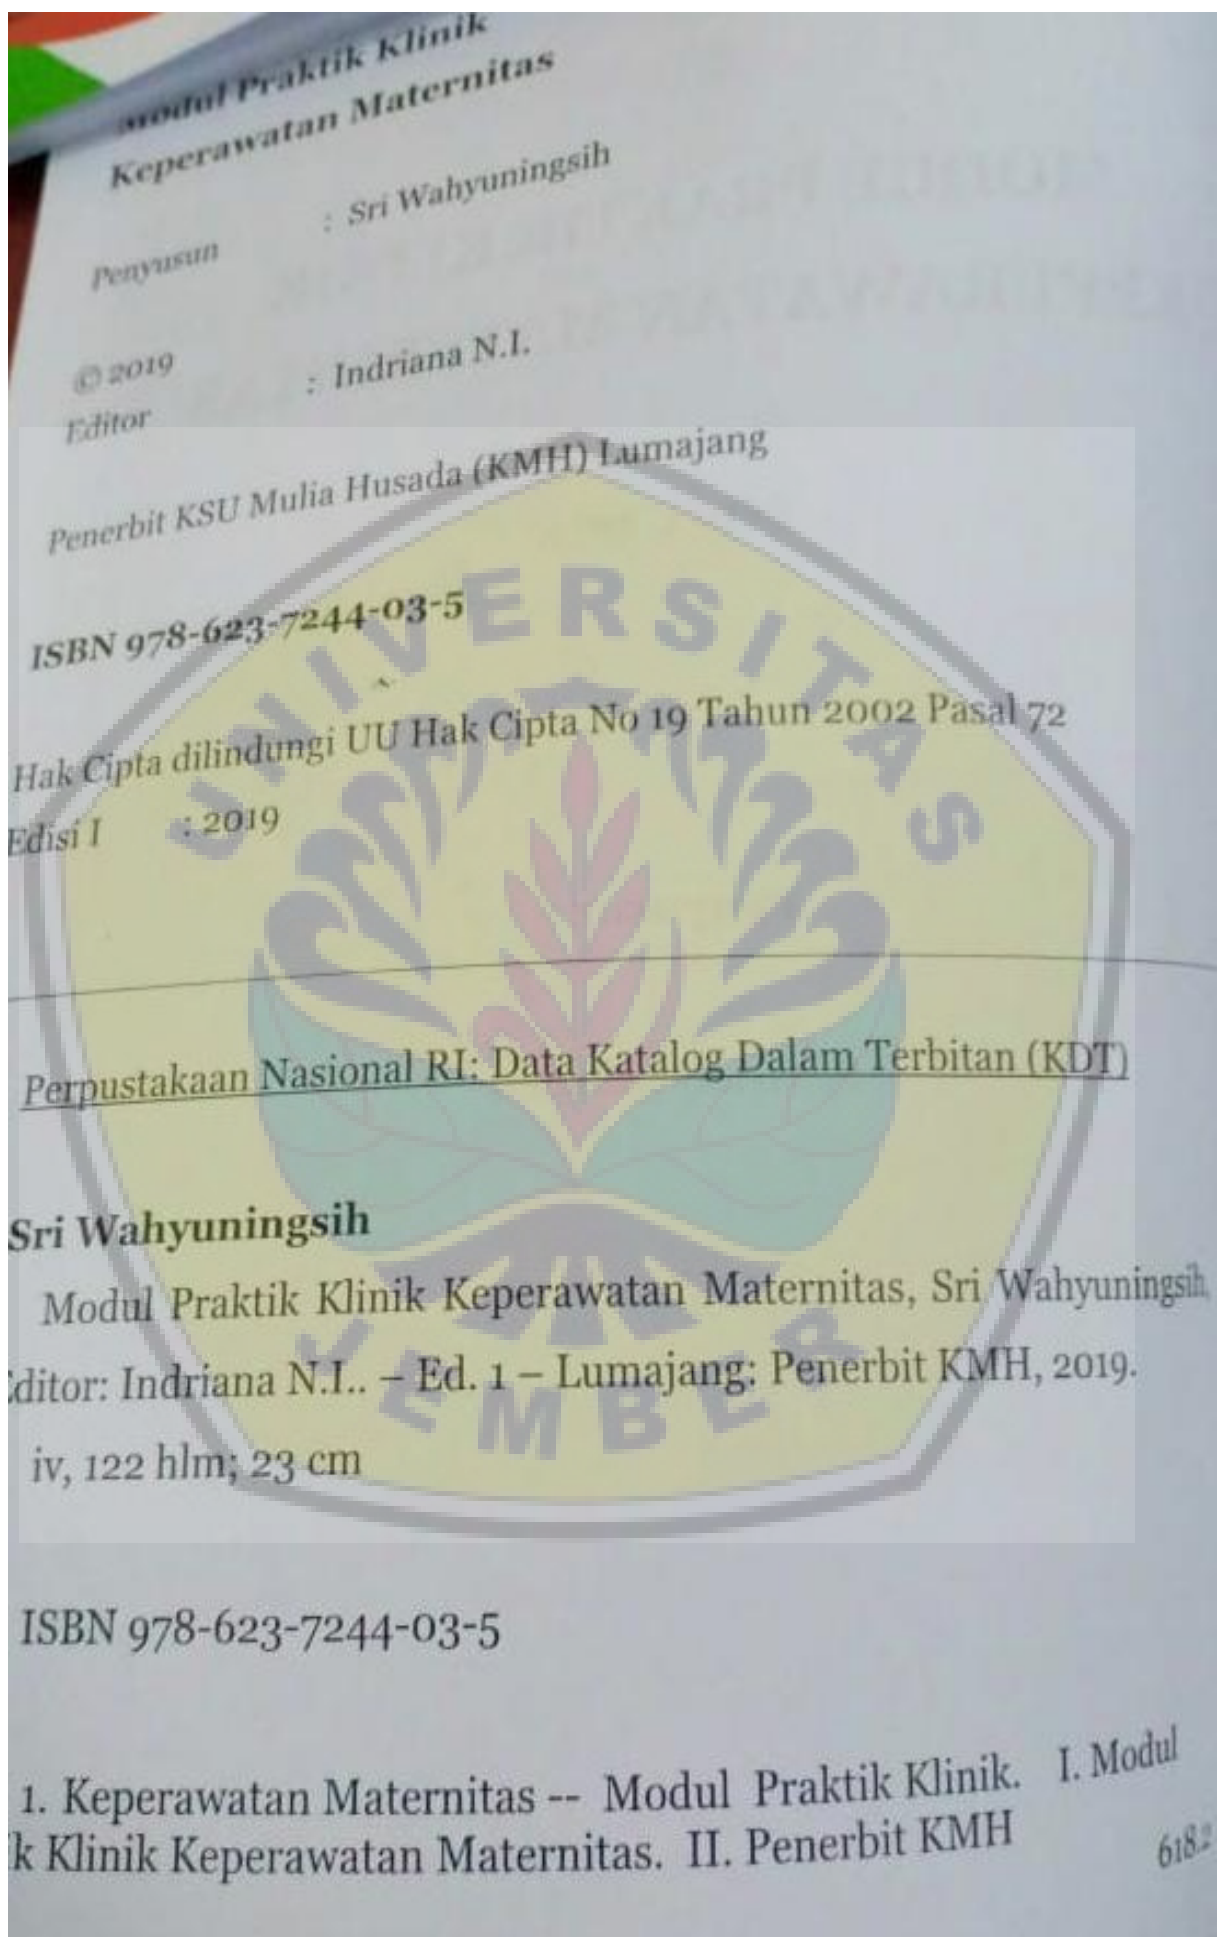 Modul Praktik Klinik
Keperawatan Maternitas
Penyusun : Sri Wahyuningsih
© 2019
Editor : Indriana N.I.
Penerbit KSU Mulia Husada (KMH) Lumajang
ISBN 978-623-7244-03-5
Hak Cipta dilindungi UU Hak Cipta No 19 Tahun 2002 Pasal 72
Edisi I : 2019
Perpustakaan Nasional RI: Data Katalog Dalam Terbitan (KDT)
Sri Wahyuningsih
Modul Praktik Klinik Keperawatan Maternitas, Sri Wahyuningsih,
ditor: Indriana N.I.. – Ed. 1 – Lumajang: Penerbit KMH, 2019.
iv, 122 hlm; 23 cm
ISBN 978-623-7244-03-5
1. Keperawatan Maternitas -- Modul Praktik Klinik. I. Modul
k Klinik Keperawatan Maternitas. II. Penerbit KMH
618.2
UNIVERSITAS
JEMBER